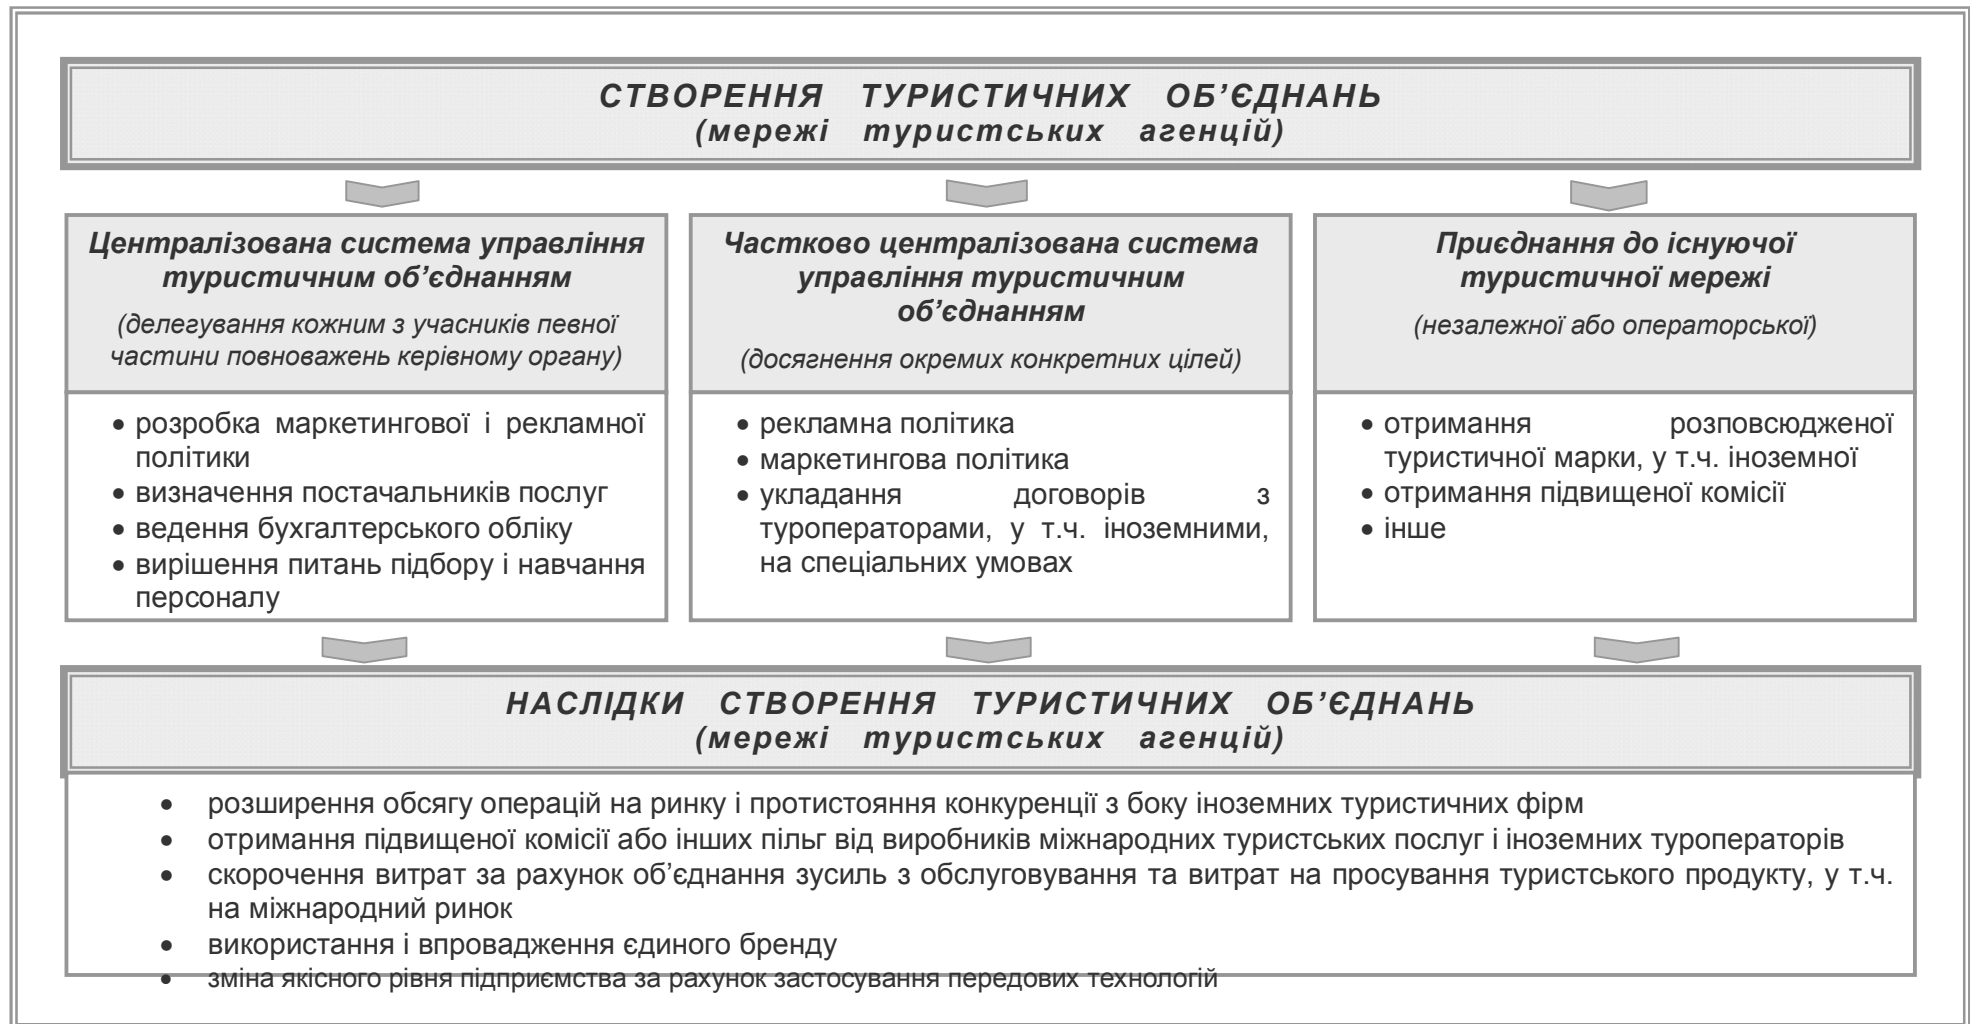 СТВОРЕННЯ ТУРИСТИЧНИХ ОБ’ЄДНАНЬ
(мережі туристських агенцій)
Централізована система управління
туристичним об’єднанням
(делегування кожним з учасників певної
частини повноважень керівному органу)
• розробка маркетингової і рекламної
політики
• визначення постачальників послуг
• ведення бухгалтерського обліку
• вирішення питань підбору і навчання
персоналу
Частково централізована система
управління туристичним
об’єднанням
(досягнення окремих конкретних цілей)
• рекламна політика
• маркетингова політика
• укладання договорів з
туроператорами, у т.ч. іноземними,
на спеціальних умовах
Приєднання до існуючої
туристичної мережі
(незалежної або операторської)
• отримання розповсюдженої
туристичної марки, у т.ч. іноземної
• отримання підвищеної комісії
• інше
НАСЛІДКИ СТВОРЕННЯ ТУРИСТИЧНИХ ОБ’ЄДНАНЬ
(мережі туристських агенцій)
• розширення обсягу операцій на ринку і протистояння конкуренції з боку іноземних туристичних фірм
• отримання підвищеної комісії або інших пільг від виробників міжнародних туристських послуг і іноземних туроператорів
• скорочення витрат за рахунок об’єднання зусиль з обслуговування та витрат на просування туристського продукту, у т.ч.
на міжнародний ринок
• використання і впровадження єдиного бренду
• зміна якісного рівня підприємства за рахунок застосування передових технологій